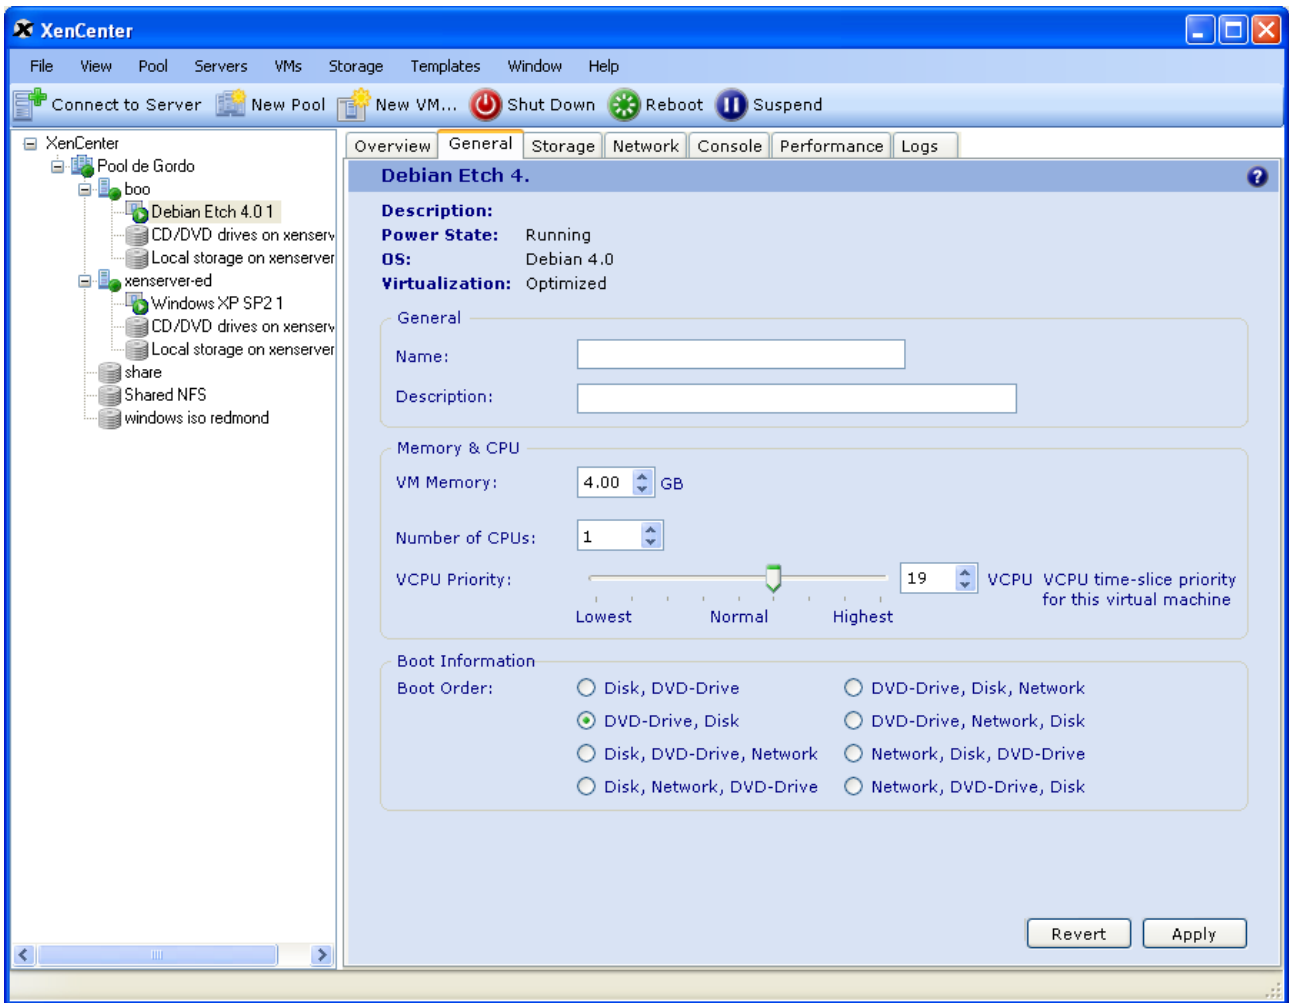 XenCenter
File View Pool Servers VMs Storage Templates Window Help
Connect to Server New Pool New VM... Shut Down Reboot Suspend
XenCenter
Pool de Gordo
boo
Debian Etch 4.0 1
CD/DVD drives on xenserv
Local storage on xenserver
xenserver-ed
Windows XP SP2 1
CD/DVD drives on xenserv
Local storage on xenserver
share
Shared NFS
windows iso redmond
Overview General Storage Network Console Performance Logs
Debian Etch 4.
Description:
Power State: Running
OS: Debian 4.0
Virtualization: Optimized
General
Name:
Description:
Memory & CPU
VM Memory: 4.00 GB
Number of CPUs: 1
VCPU Priority: 19 VCPU VCPU time-slice priority
for this virtual machine
Lowest Normal Highest
Boot Information
Boot Order: Disk, DVD-Drive DVD-Drive, Disk, Network
DVD-Drive, Disk DVD-Drive, Network, Disk
Disk, DVD-Drive, Network Network, Disk, DVD-Drive
Disk, Network, DVD-Drive Network, DVD-Drive, Disk
Revert Apply